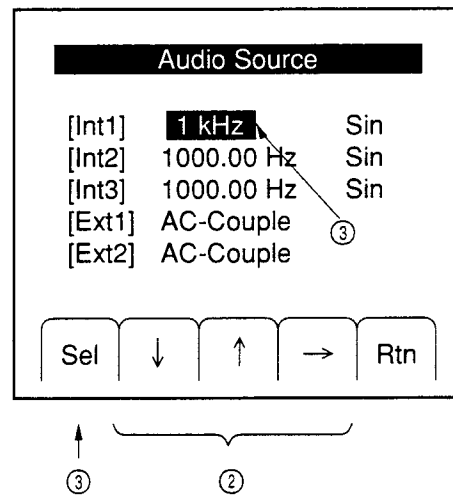 Audio Source
[Int1] 1 kHz Sin
[Int2] 1000.00 Hz Sin
[Int3] 1000.00 Hz Sin
③
[Ext1] AC-Couple
[Ext2] AC-Couple
Sel ↓ ↑ → Rtn
③ ②